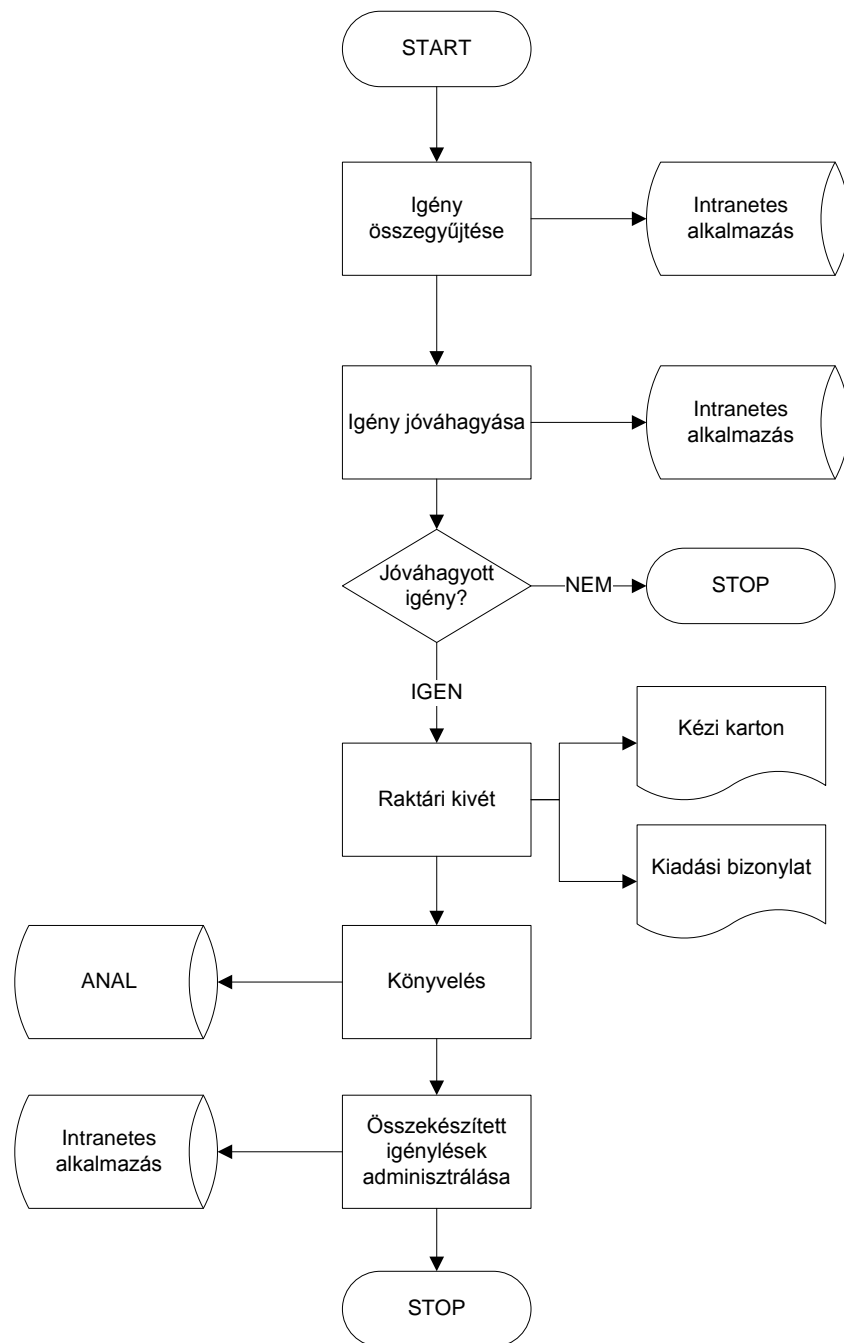 START
Igény
összegyűjtése
Intranetes
alkalmazás
Igény jóváhagyása
Intranetes
alkalmazás
Jóváhagyott
igény?
NEM
STOP
IGEN
Kézi karton
Raktári kivét
Kiadási bizonylat
ANAL
Könyvelés
Intranetes
alkalmazás
Összekészített
igénylések
adminisztrálása
STOP